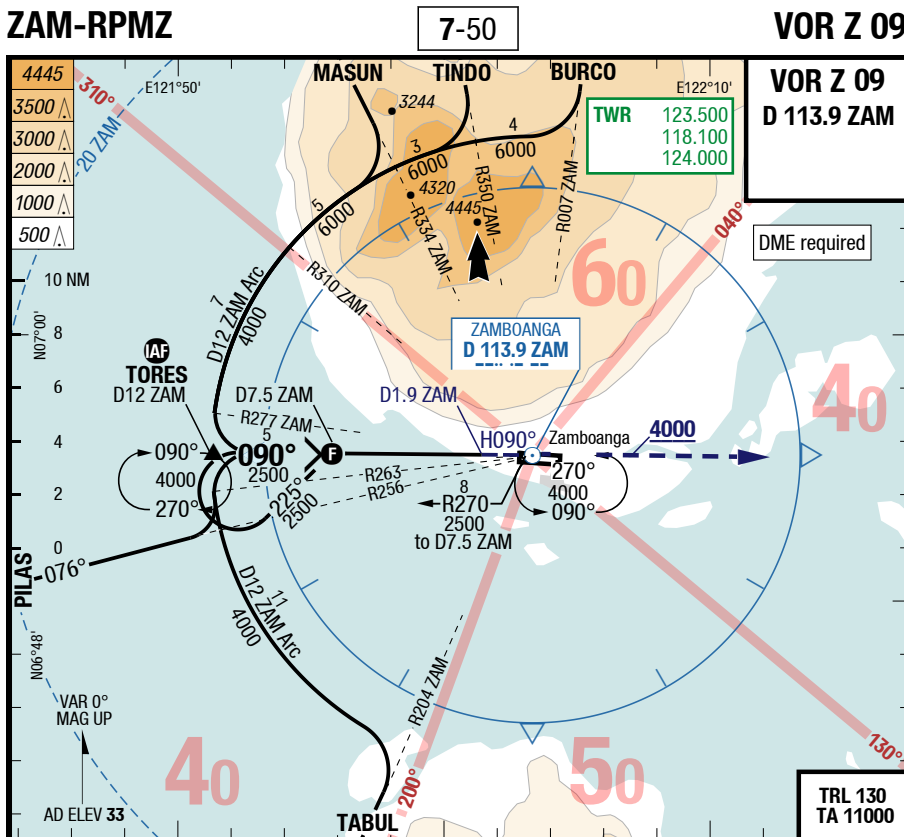 ZAM-RPMZ
7-50
VOR Z 09
4445
3500
3000
2000
1000
500
310°
E121°50'
MASUN
TINDO
BURCO
E122°10'
VOR Z 09
D 113.9 ZAM
TWR 123.500
118.100
124.000
20 ZAM
3244
4
3
6000
6000
5
6000
4320
4445
R334 ZAM
R350 ZAM
R007 ZAM
040°
DME required
10 NM
R310 ZAM
60
7
D12 ZAM Arc
4000
N07°00'
8
ZAMBOANGA
D 113.9 ZAM
IAF
TORES
D12 ZAM
D7.5 ZAM
D1.9 ZAM
6
40
R277 ZAM
4
090°
4000
270°
5
090°
2500
F
H090°
Zamboanga
4000
225°
2500
R263
R256
8
R270
2500
to D7.5 ZAM
270°
4000
090°
2
0
PILAS
076°
11
D12 ZAM Arc
4000
N06°48'
R204 ZAM
VAR 0°
MAG UP
40
50
130°
200°
AD ELEV 33
TABUL
TRL 130
TA 11000